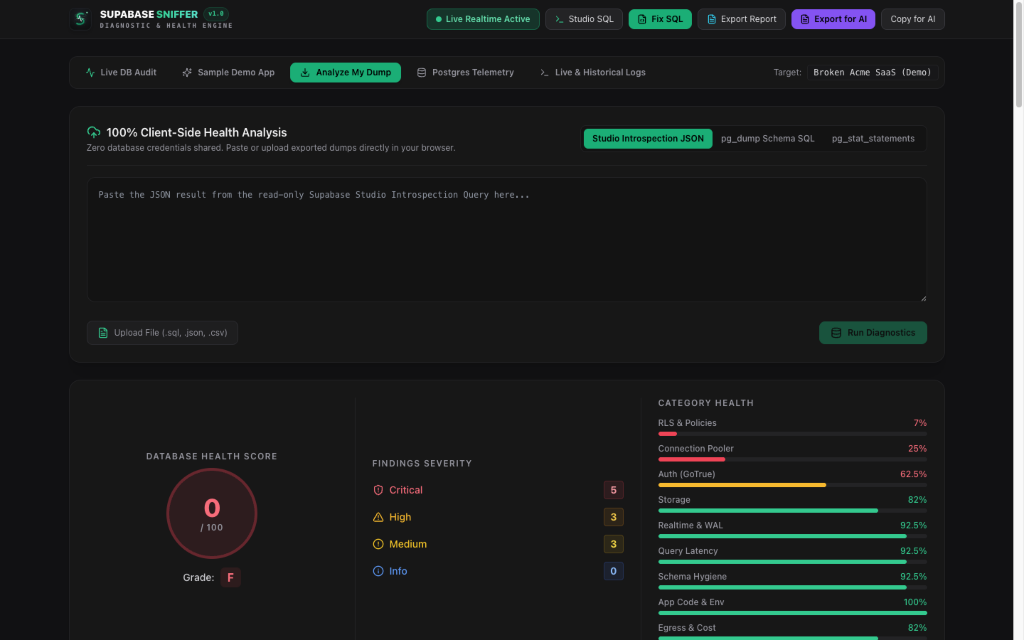 SUPABASE SNIFFER v1.0
DIAGNOSTIC & HEALTH ENGINE
Live Realtime Active
Studio SQL
Fix SQL
Export Report
Export for AI
Copy for AI
Live DB Audit
Sample Demo App
Analyze My Dump
Postgres Telemetry
Live & Historical Logs
Target: Broken Acme SaaS (Demo)
100% Client-Side Health Analysis
Zero database credentials shared. Paste or upload exported dumps directly in your browser.
Studio Introspection JSON
pg_dump Schema SQL
pg_stat_statements
Paste the JSON result from the read-only Supabase Studio Introspection Query here...
Upload File (.sql, .json, .csv)
Run Diagnostics
DATABASE HEALTH SCORE
0
/ 100
Grade: F
FINDINGS SEVERITY
Critical 5
High 3
Medium 3
Info 0
CATEGORY HEALTH
RLS & Policies 7%
Connection Pooler 25%
Auth (GoTrue) 62.5%
Storage 82%
Realtime & WAL 92.5%
Query Latency 92.5%
Schema Hygiene 92.5%
App Code & Env 100%
Egress & Cost 82%